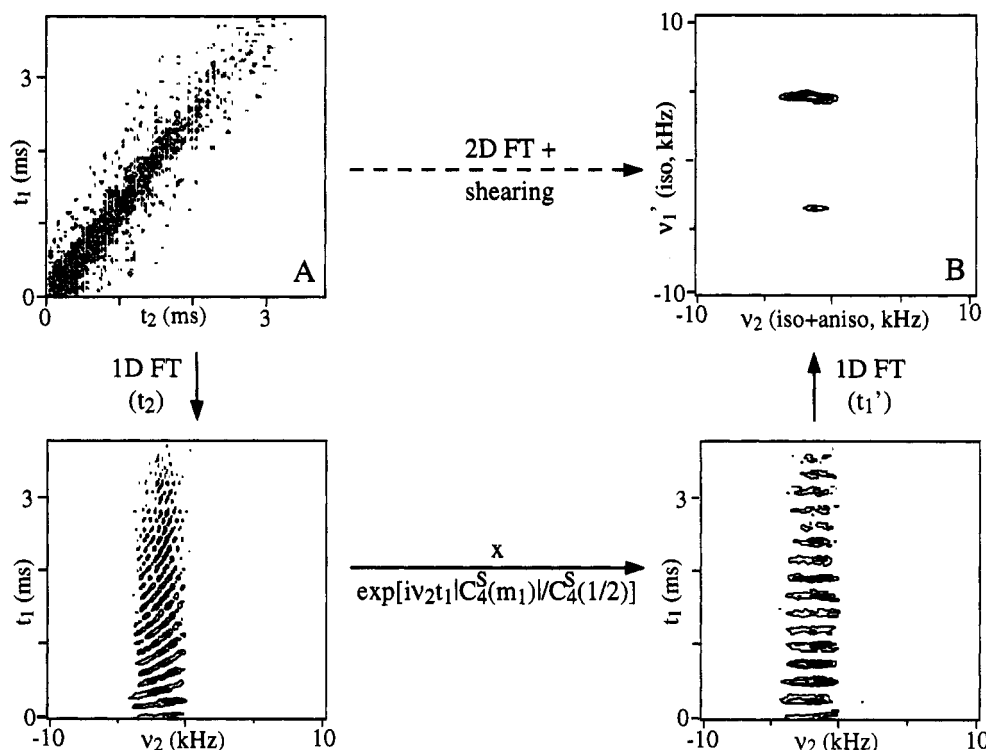 3
t₁ (ms)
0
A
0
t₂ (ms)
3
2D FT +
shearing
10
ν₁' (iso, kHz)
-10
B
-10
ν₂ (iso+aniso, kHz)
10
1D FT
(t₂)
1D FT
(t₁')
3
t₁ (ms)
0
-10
ν₂ (kHz)
10
x
exp[iν₂t₁|C₄ˢ(m₁)|/C₄ˢ(1/2)]
3
t₁ (ms)
0
-10
ν₂ (kHz)
10